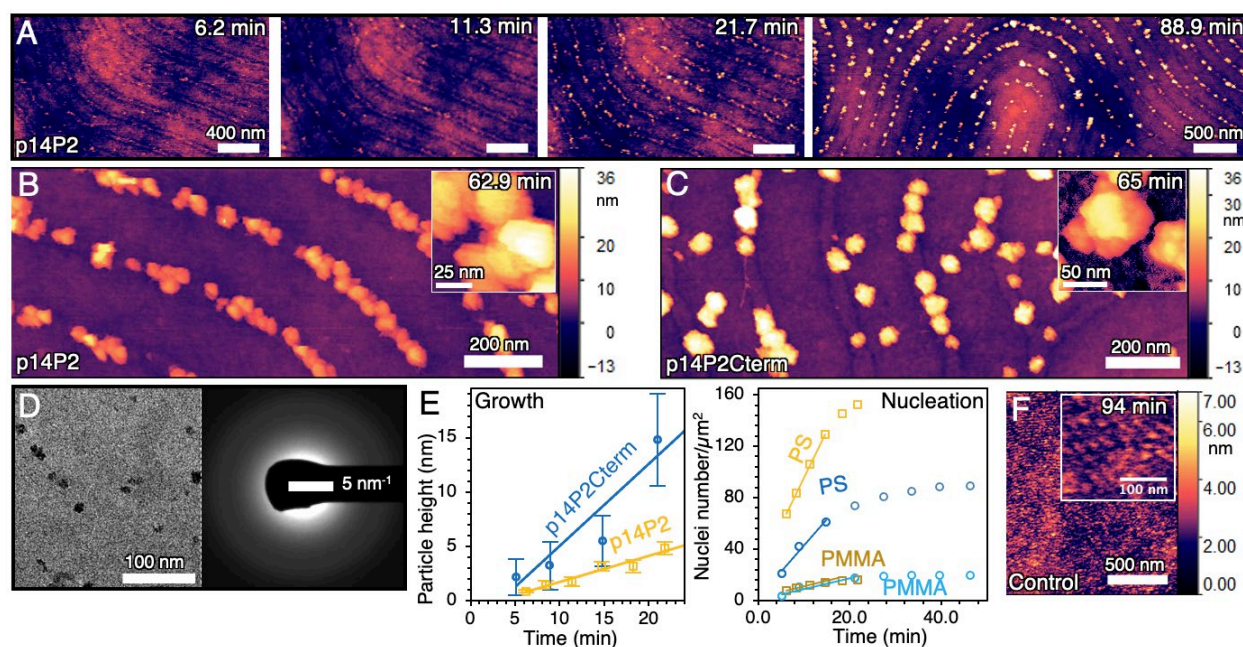 A
6.2 min
11.3 min
21.7 min
88.9 min
p14P2
400 nm
500 nm
B
62.9 min
25 nm
p14P2
200 nm
36
nm
20
10
0
−13
C
65 min
50 nm
p14P2Cterm
200 nm
36
nm
30
20
10
0
−13
D
100 nm
5 nm-1
E
Growth
Particle height (nm)
15
10
5
0
5
10
15
20
Time (min)
p14P2Cterm
p14P2
Nucleation
Nuclei number/µm²
160
120
80
40
0
0.0
20.0
40.0
Time (min)
PS
PS
PMMA
PMMA
F
94 min
100 nm
Control
500 nm
7.00
nm
6.00
5.00
4.00
3.00
2.00
0.00